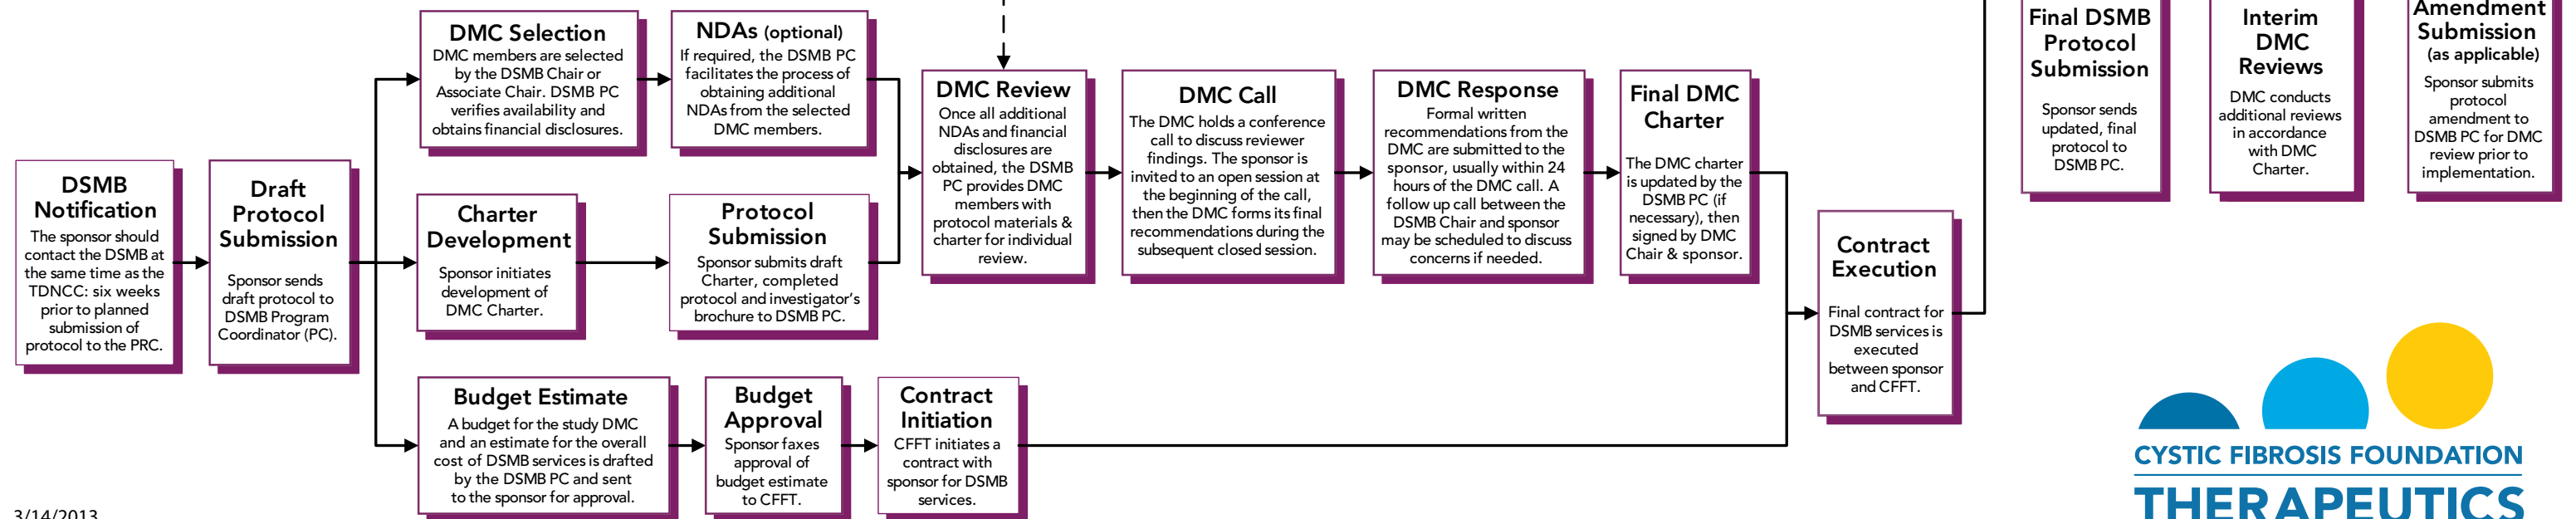 DSMB
Notification
The sponsor should
contact the DSMB at
the same time as the
TDNCC: six weeks
prior to planned
submission of
protocol to the PRC.
Draft
Protocol
Submission
Sponsor sends
draft protocol to
DSMB Program
Coordinator (PC).
DMC Selection
DMC members are selected
by the DSMB Chair or
Associate Chair. DSMB PC
verifies availability and
obtains financial disclosures.
NDAs (optional)
If required, the DSMB PC
facilitates the process of
obtaining additional
NDAs from the selected
DMC members.
Charter
Development
Sponsor initiates
development of
DMC Charter.
Protocol
Submission
Sponsor submits draft
Charter, completed
protocol and investigator's
brochure to DSMB PC.
Budget Estimate
A budget for the study DMC
and an estimate for the overall
cost of DSMB services is drafted
by the DSMB PC and sent
to the sponsor for approval.
Budget
Approval
Sponsor faxes
approval of
budget estimate
to CFFT.
Contract
Initiation
CFFT initiates a
contract with
sponsor for DSMB
services.
DMC Review
Once all additional
NDAs and financial
disclosures are
obtained, the DSMB
PC provides DMC
members with
protocol materials &
charter for individual
review.
DMC Call
The DMC holds a conference
call to discuss reviewer
findings. The sponsor is
invited to an open session at
the beginning of the call,
then the DMC forms its final
recommendations during the
subsequent closed session.
DMC Response
Formal written
recommendations from the
DMC are submitted to the
sponsor, usually within 24
hours of the DMC call. A
follow up call between the
DSMB Chair and sponsor
may be scheduled to discuss
concerns if needed.
Final DMC
Charter
The DMC charter
is updated by the
DSMB PC (if
necessary), then
signed by DMC
Chair & sponsor.
Contract
Execution
Final contract for
DSMB services is
executed
between sponsor
and CFFT.
Final DSMB
Protocol
Submission
Sponsor sends
updated, final
protocol to
DSMB PC.
Interim
DMC
Reviews
DMC conducts
additional reviews
in accordance
with DMC
Charter.
Amendment
Submission
(as applicable)
Sponsor submits
protocol
amendment to
DSMB PC for DMC
review prior to
implementation.
CYSTIC FIBROSIS FOUNDATION
THERAPEUTICS
3/14/2013